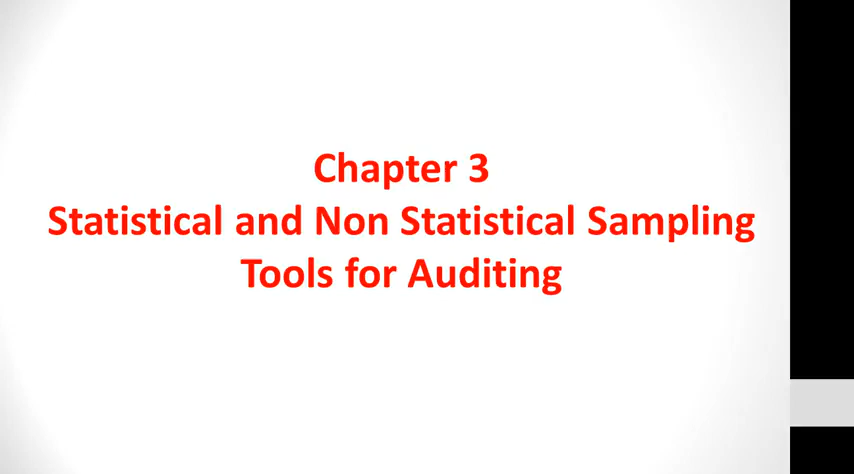 Chapter 3
Statistical and Non Statistical Sampling
Tools for Auditing